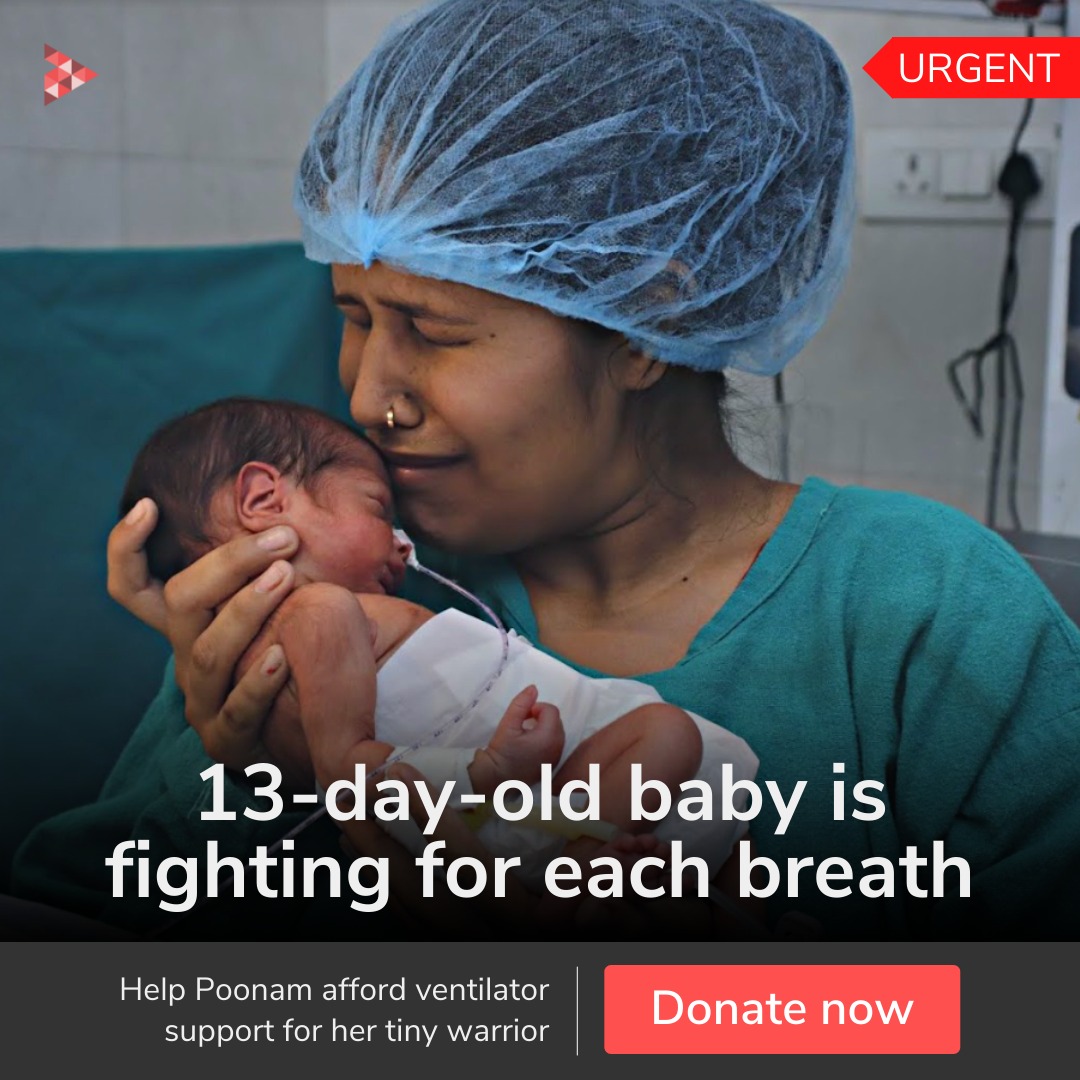 URGENT
13-day-old baby is
fighting for each breath
Help Poonam afford ventilator
support for her tiny warrior
Donate now